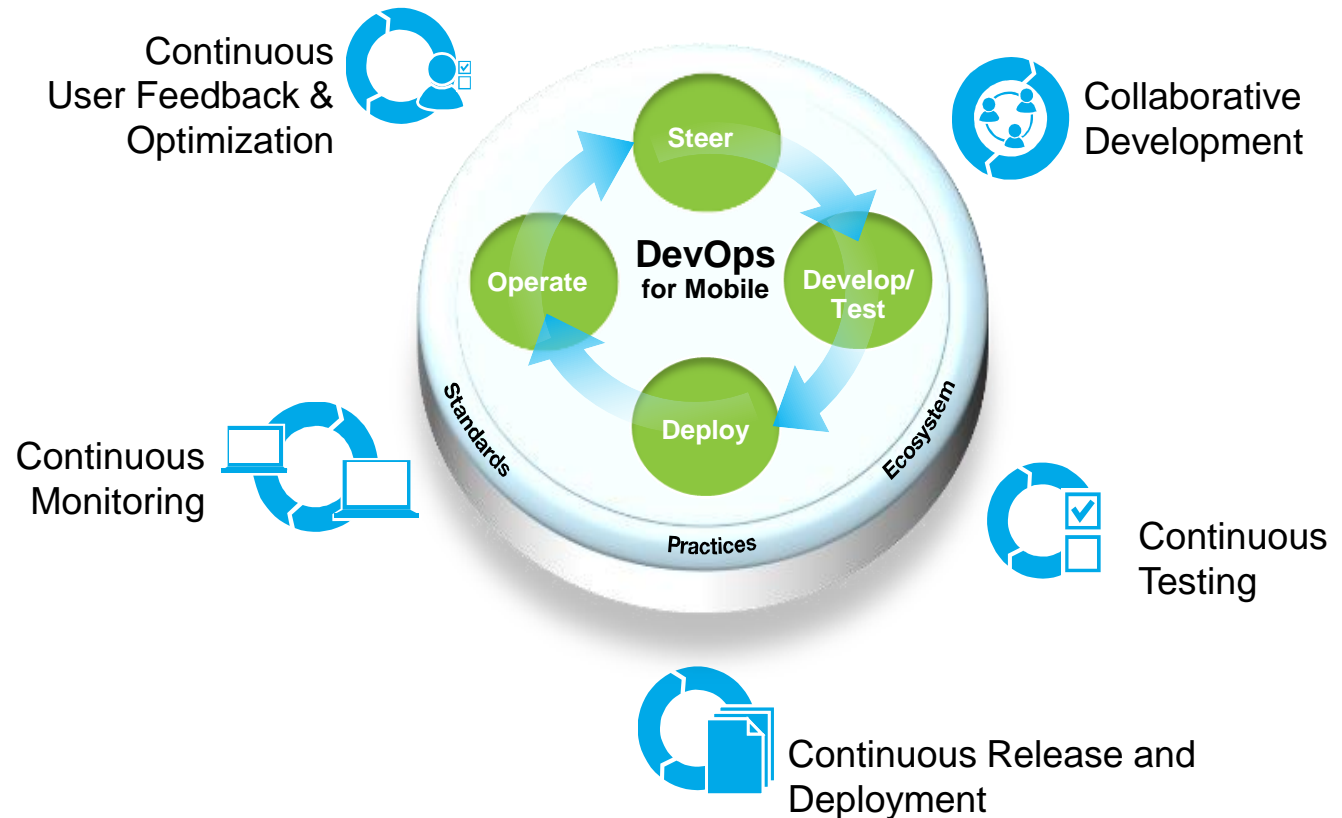 Continuous
User Feedback &
Optimization
Collaborative
Development
Steer
DevOps
for Mobile
Operate
Develop/
Test
Deploy
Standards
Practices
Ecosystem
Continuous
Monitoring
Continuous
Testing
Continuous Release and
Deployment